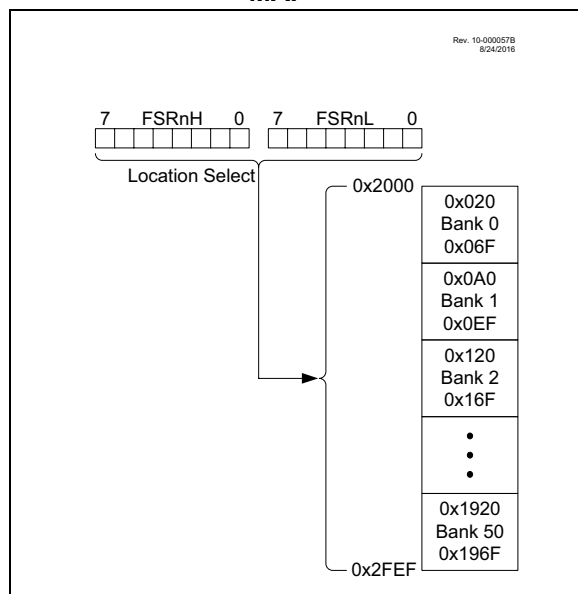 Rev. 10-000057B
8/24/2016
7 FSRnH 0 7 FSRnL 0
Location Select
0x2000
0x020
Bank 0
0x06F
0x0A0
Bank 1
0x0EF
0x120
Bank 2
0x16F
0x1920
Bank 50
0x196F
0x2FEF